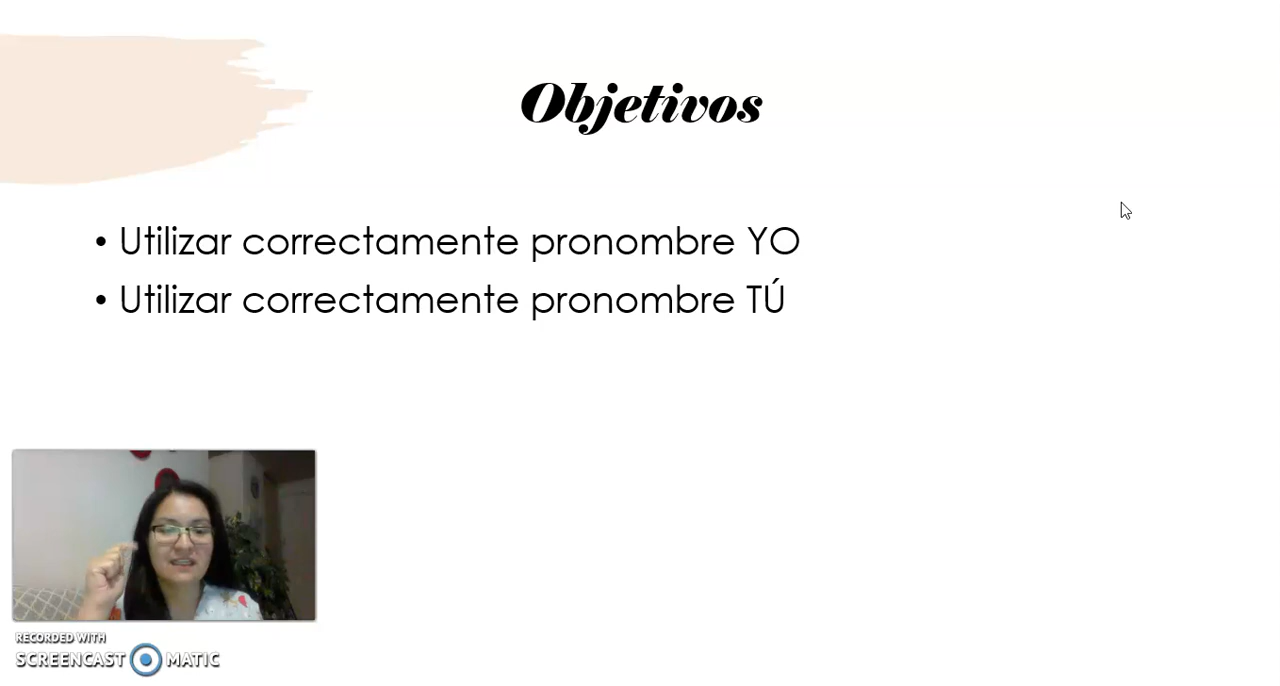 Objetivos
• Utilizar correctamente pronombre YO
• Utilizar correctamente pronombre TÚ
RECORDED WITH
SCREENCAST MATIC